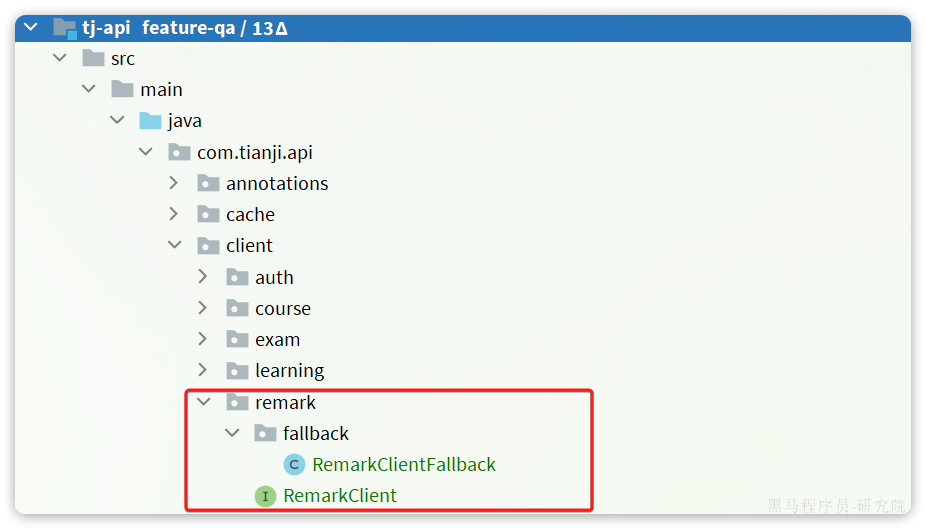 tj-api feature-qa / 13Δ
src
main
java
com.tianji.api
annotations
cache
client
auth
course
exam
learning
remark
fallback
C RemarkClientFallback
I RemarkClient
黑马程序员-研究院